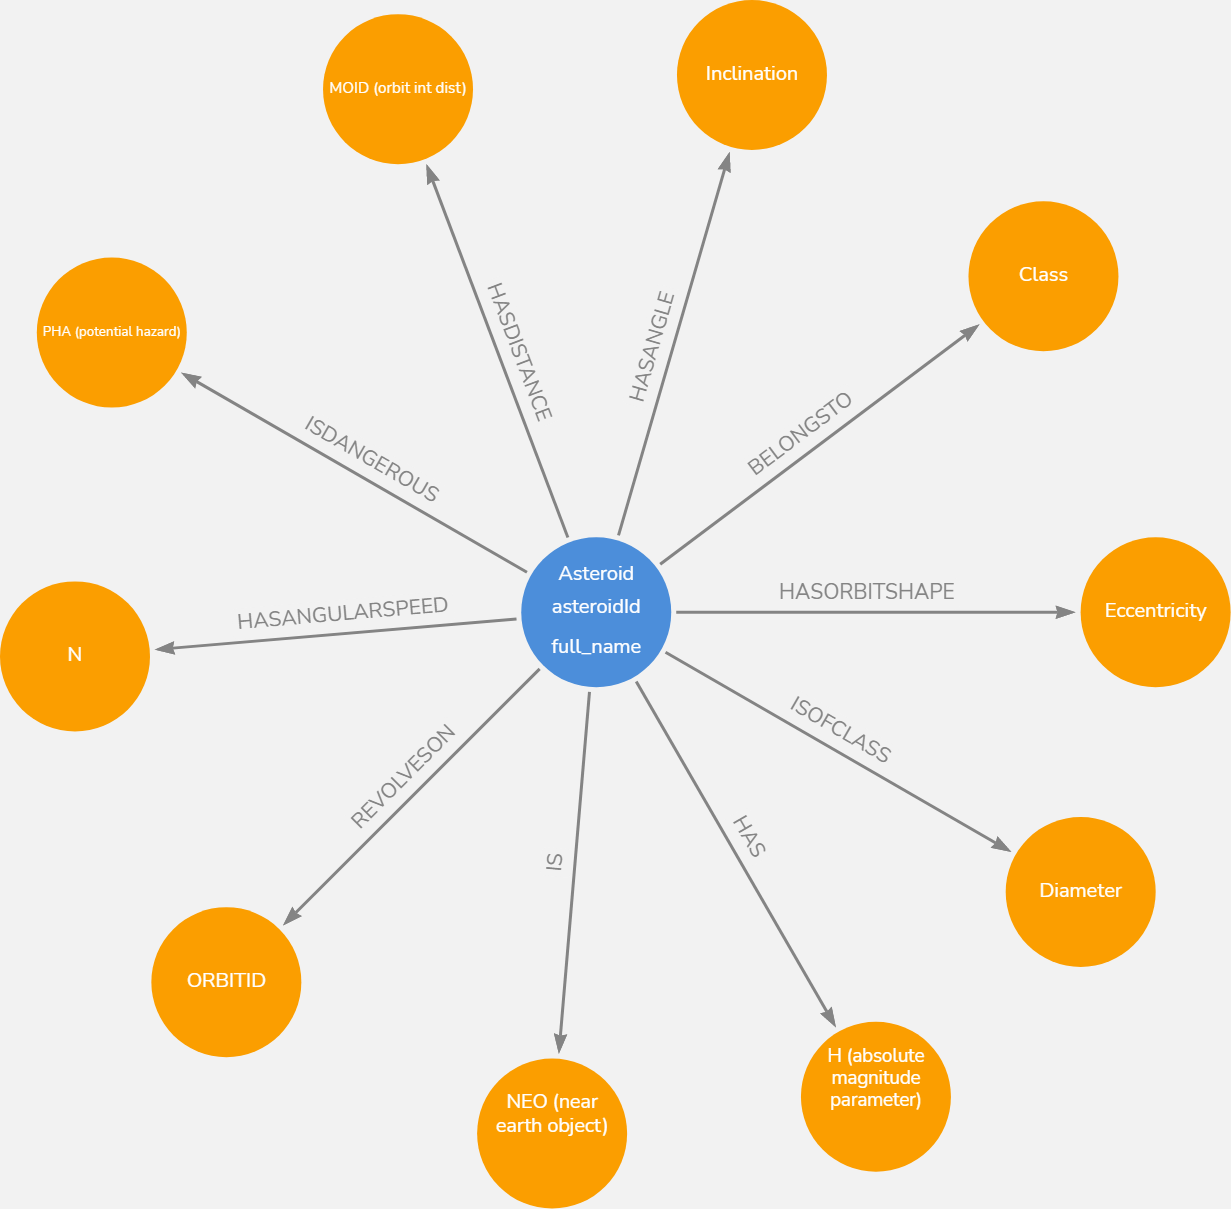 Inclination
MOID (orbit int dist)
Class
PHA (potential hazard)
HASDISTANCE
HASANGLE
BELONGSTO
ISDANGEROUS
Asteroid
asteroidId
full_name
HASANGULARSPEED
HASORBITSHAPE
Eccentricity
N
ISOFCLASS
REVOLVESON
HAS
IS
Diameter
ORBITID
H (absolute
magnitude
parameter)
NEO (near
earth object)